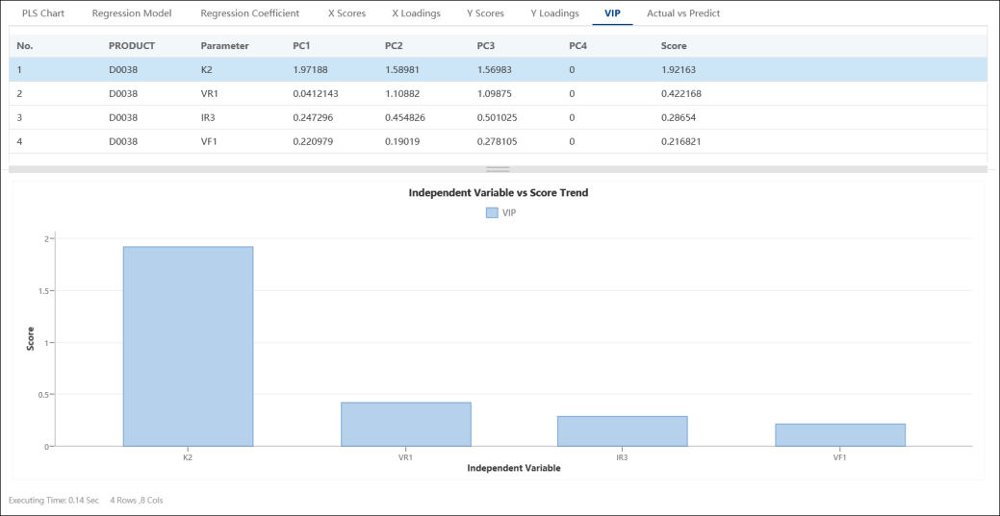 PLS Chart Regression Model Regression Coefficient X Scores X Loadings Y Scores Y Loadings VIP Actual vs Predict
No. PRODUCT Parameter PC1 PC2 PC3 PC4 Score
1 D0038 K2 1.97188 1.58981 1.56983 0 1.92163
2 D0038 VR1 0.0412143 1.10882 1.09875 0 0.422168
3 D0038 IR3 0.247296 0.454826 0.501025 0 0.28654
4 D0038 VF1 0.220979 0.19019 0.278105 0 0.216821
Independent Variable vs Score Trend
VIP
2
1.5
1
0.5
0
Score
K2 VR1 IR3 VF1
Independent Variable
Executing Time: 0.14 Sec 4 Rows ,8 Cols